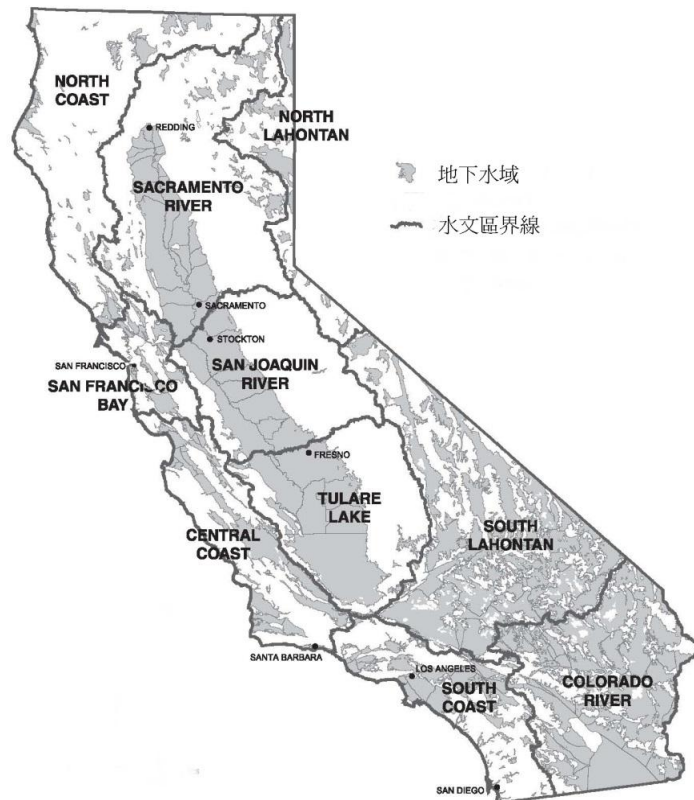 NORTH
COAST
REDDING
NORTH
LAHONTAN
地下水域
SACRAMENTO
RIVER
水文區界線
SACRAMENTO
STOCKTON
SAN FRANCISCO
SAN JOAQUIN
RIVER
SAN FRANCISCO
BAY
FRESNO
TULARE
LAKE
SOUTH
LAHONTAN
CENTRAL
COAST
SANTA BARBARA
LOS ANGELES
SOUTH
COAST
COLORADO
RIVER
SAN DIEGO